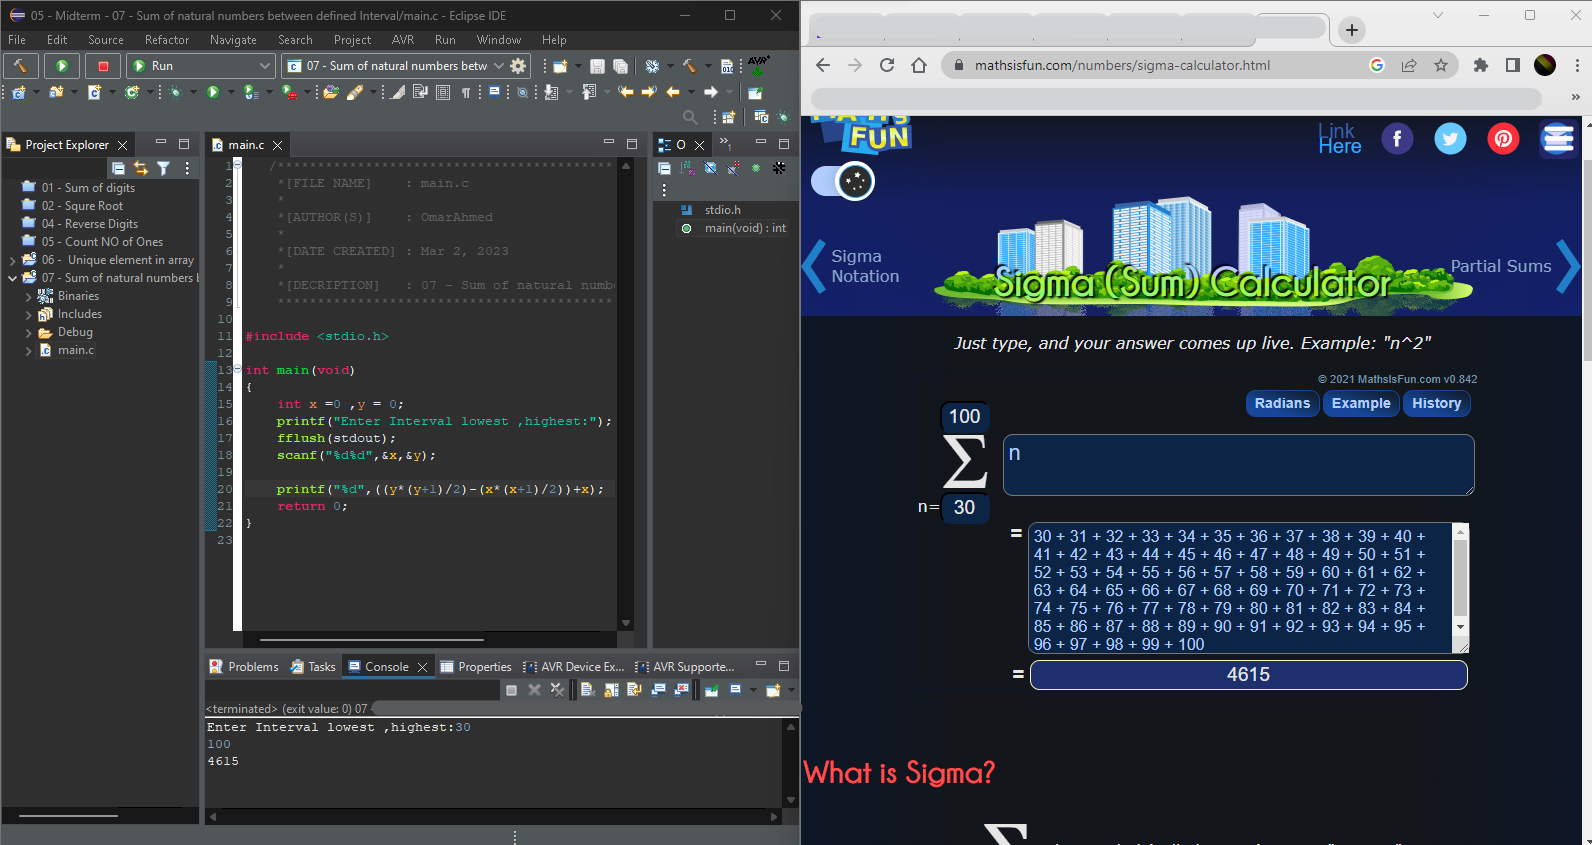 05 - Midterm - 07 - Sum of natural numbers between defined Interval/main.c - Eclipse IDE
File Edit Source Refactor Navigate Search Project AVR Run Window Help
Run
07 - Sum of natural numbers betw
Project Explorer
01 - Sum of digits
02 - Squre Root
04 - Reverse Digits
05 - Count NO of Ones
06 - Unique element in array
07 - Sum of natural numbers b
Binaries
Includes
Debug
main.c
main.c
1 /******************************************
2 *[FILE NAME] : main.c
3 *
4 *[AUTHOR(S)] : OmarAhmed
5 *
6 *[DATE CREATED] : Mar 2, 2023
7 *
8 *[DECRIPTION] : 07 - Sum of natural numbe
9 ******************************************
10
11 #include <stdio.h>
12
13 int main(void)
14 {
15 int x =0 ,y = 0;
16 printf("Enter Interval lowest ,highest:");
17 fflush(stdout);
18 scanf("%d%d",&x,&y);
19
20 printf("%d",((y*(y+1)/2)-(x*(x+1)/2))+x);
21 return 0;
22 }
23
O
stdio.h
main(void) : int
Problems Tasks Console Properties AVR Device Ex... AVR Supporte...
<terminated> (exit value: 0) 07 -
Enter Interval lowest ,highest:30
100
4615
mathsisfun.com/numbers/sigma-calculator.html
FUN
Link
Here
Sigma
Notation
Sigma (Sum) Calculator
Partial Sums
Just type, and your answer comes up live. Example: "n^2"
© 2021 MathsIsFun.com v0.842
Radians Example History
100
Σ
n
n= 30
= 30 + 31 + 32 + 33 + 34 + 35 + 36 + 37 + 38 + 39 + 40 +
41 + 42 + 43 + 44 + 45 + 46 + 47 + 48 + 49 + 50 + 51 +
52 + 53 + 54 + 55 + 56 + 57 + 58 + 59 + 60 + 61 + 62 +
63 + 64 + 65 + 66 + 67 + 68 + 69 + 70 + 71 + 72 + 73 +
74 + 75 + 76 + 77 + 78 + 79 + 80 + 81 + 82 + 83 + 84 +
85 + 86 + 87 + 88 + 89 + 90 + 91 + 92 + 93 + 94 + 95 +
96 + 97 + 98 + 99 + 100
= 4615
What is Sigma?